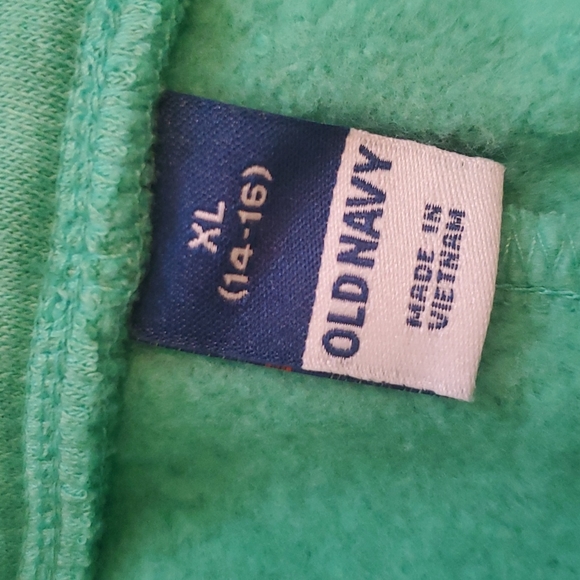 XL
(14-16)
OLD NAVY
MADE IN
VIETNAM